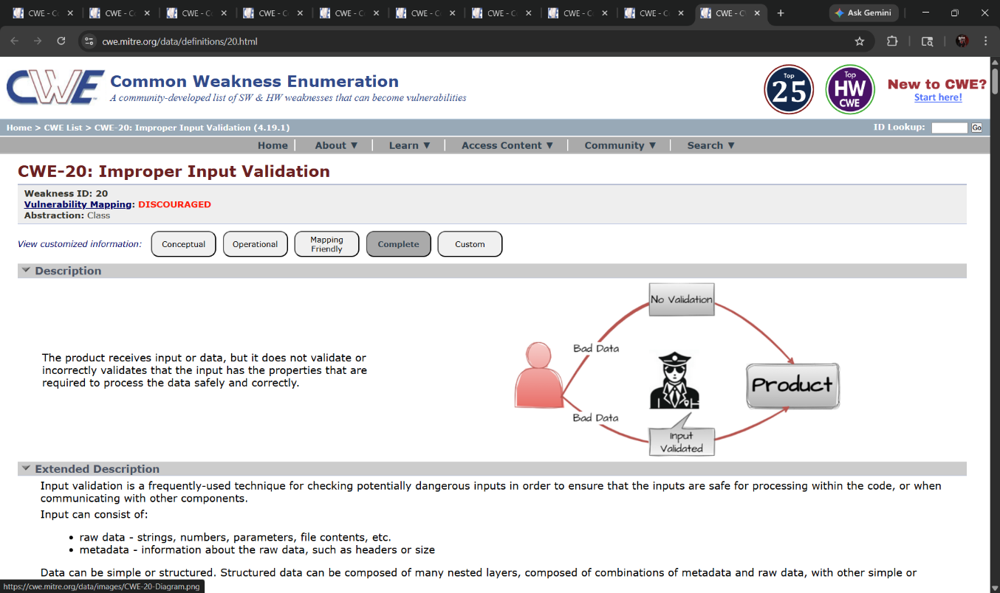 CWE - C
CWE - C
CWE - C
CWE - C
CWE - C
CWE - C
CWE - C
CWE - C
CWE - C
CWE - C
Ask Gemini
cwe.mitre.org/data/definitions/20.html
CWE
Common Weakness Enumeration
A community-developed list of SW & HW weaknesses that can become vulnerabilities
Top
25
Top
HW
CWE
New to CWE?
Start here!
Home > CWE List > CWE-20: Improper Input Validation (4.19.1)
ID Lookup:
Go
Home
About ▼
Learn ▼
Access Content ▼
Community ▼
Search ▼
CWE-20: Improper Input Validation
Weakness ID: 20
Vulnerability Mapping: DISCOURAGED
Abstraction: Class
View customized information:
Conceptual
Operational
Mapping
Friendly
Complete
Custom
Description
The product receives input or data, but it does not validate or
incorrectly validates that the input has the properties that are
required to process the data safely and correctly.
No Validation
Bad Data
Product
Bad Data
Input
Validated
Extended Description
Input validation is a frequently-used technique for checking potentially dangerous inputs in order to ensure that the inputs are safe for processing within the code, or when
communicating with other components.
Input can consist of:
• raw data - strings, numbers, parameters, file contents, etc.
• metadata - information about the raw data, such as headers or size
Data can be simple or structured. Structured data can be composed of many nested layers, composed of combinations of metadata and raw data, with other simple or
https://cwe.mitre.org/data/images/CWE-20-Diagram.png